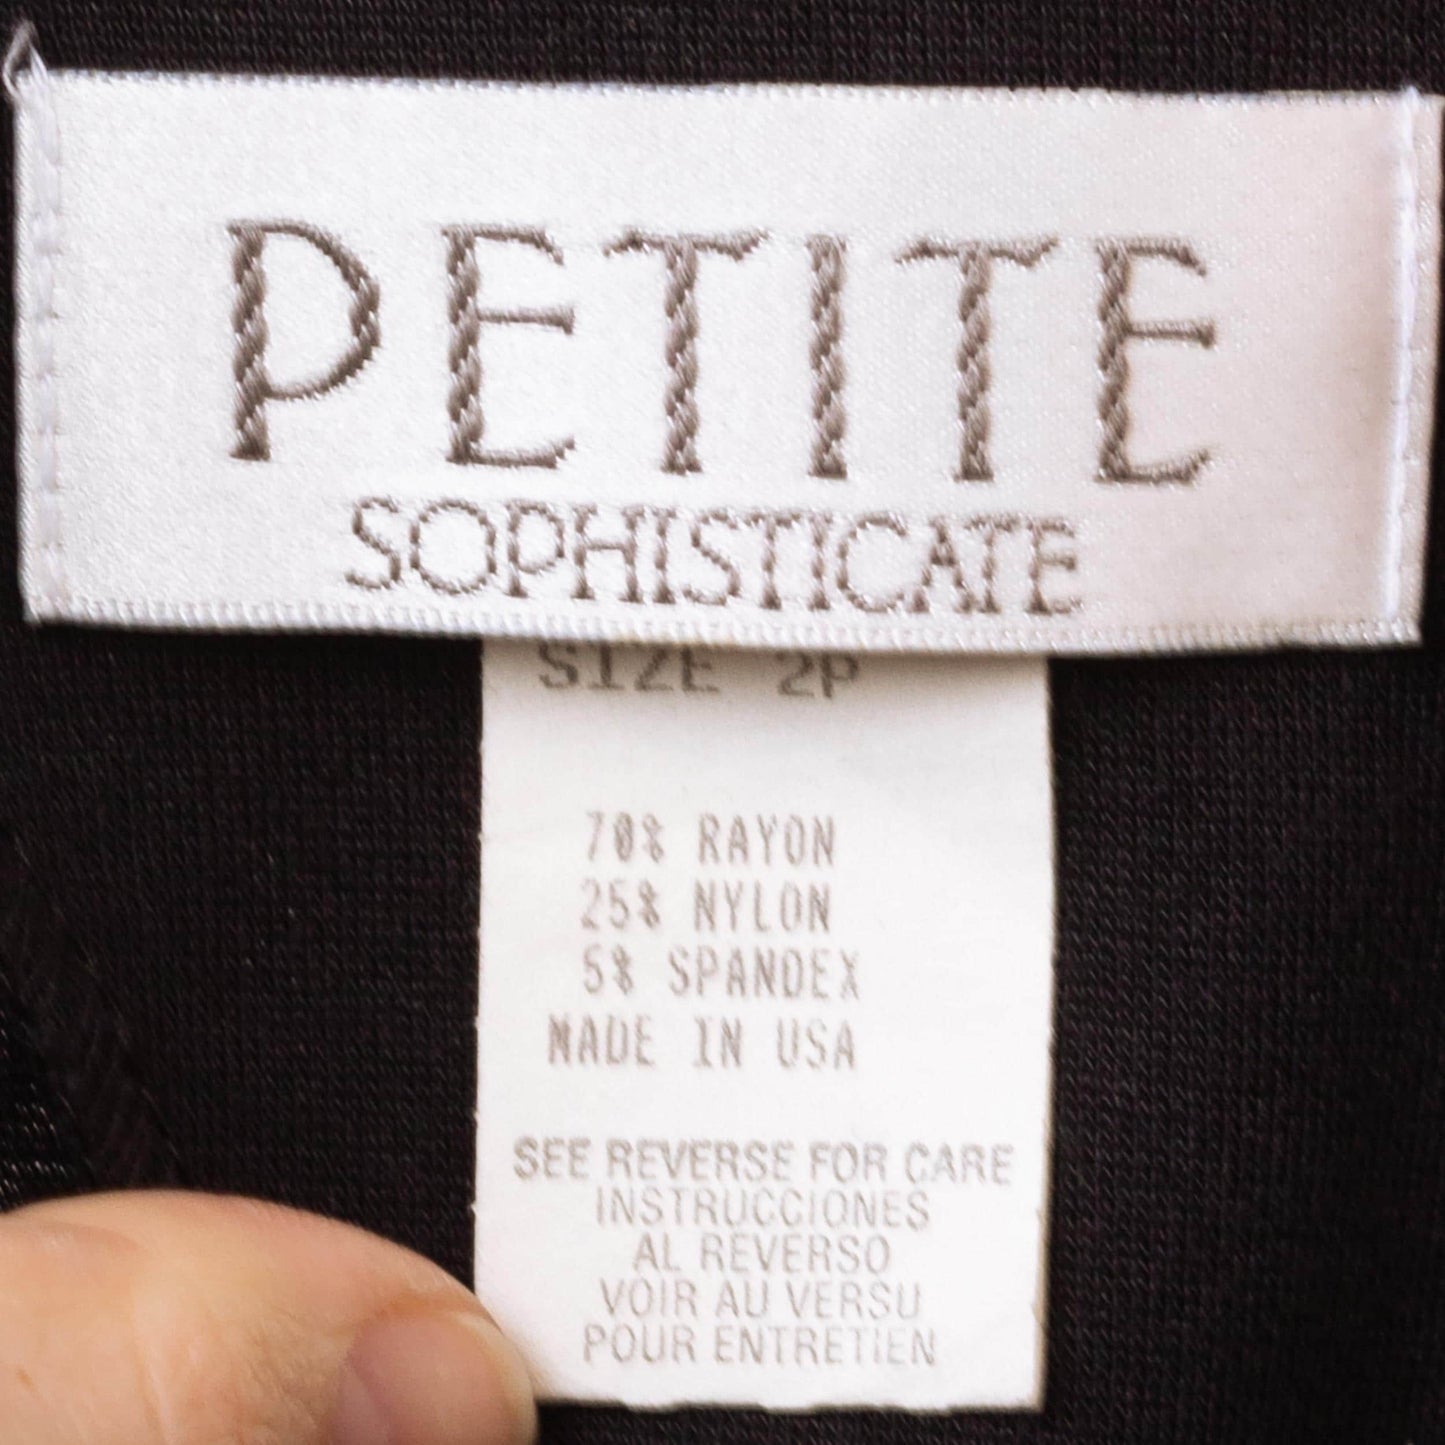 PETITE
SOPHISTICATE
SIZE 2P
70% RAYON
25% NYLON
5% SPANDEX
MADE IN USA
SEE REVERSE FOR CARE
INSTRUCCIONES
AL REVERSO
VOIR AU VERSU
POUR ENTRETIEN